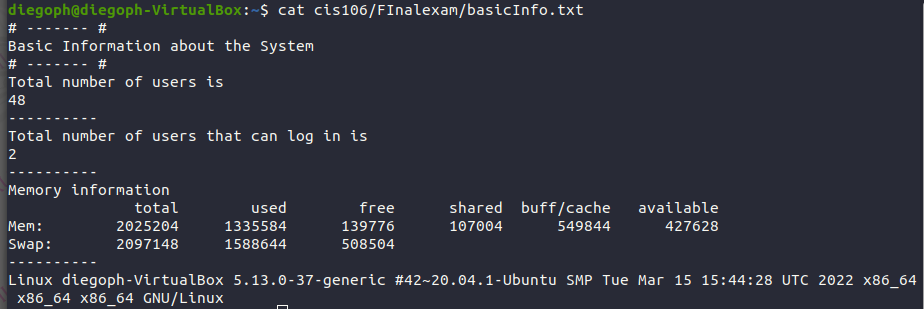 diegoph@diegoph-VirtualBox:~$ cat cis106/FInalexam/basicInfo.txt
# ------- #
Basic Information about the System
# ------- #
Total number of users is
48
----------
Total number of users that can log in is
2
----------
Memory information
              total        used        free      shared  buff/cache   available
Mem:        2025204     1335584      139776      107004      549844      427628
Swap:       2097148     1588644      508504
----------
Linux diegoph-VirtualBox 5.13.0-37-generic #42~20.04.1-Ubuntu SMP Tue Mar 15 15:44:28 UTC 2022 x86_64
 x86_64 x86_64 GNU/Linux